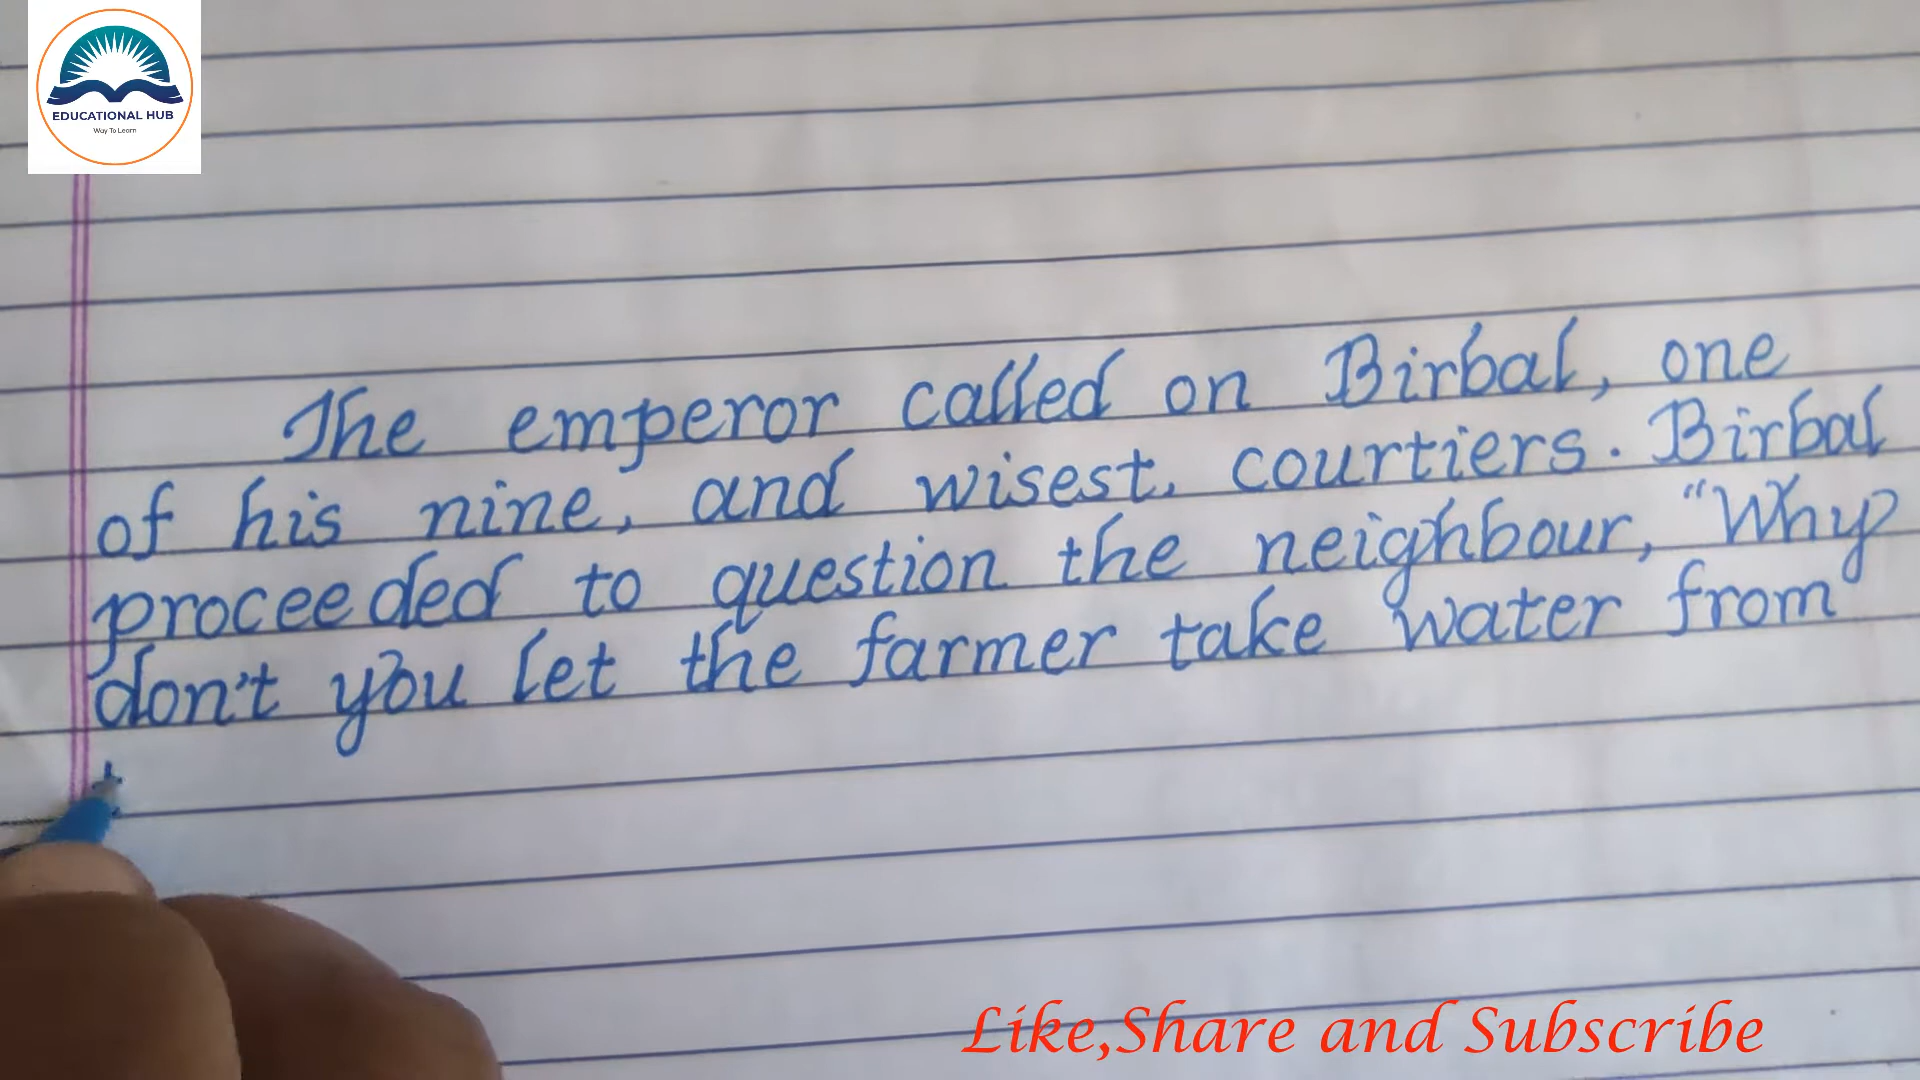 EDUCATIONAL HUB
Way To Learn
The emperor called on Birbal, one
of his nine, and wisest, courtiers. Birbal
proceeded to question the neighbour, "Why
don't you let the farmer take water from
t
Like,Share and Subscribe